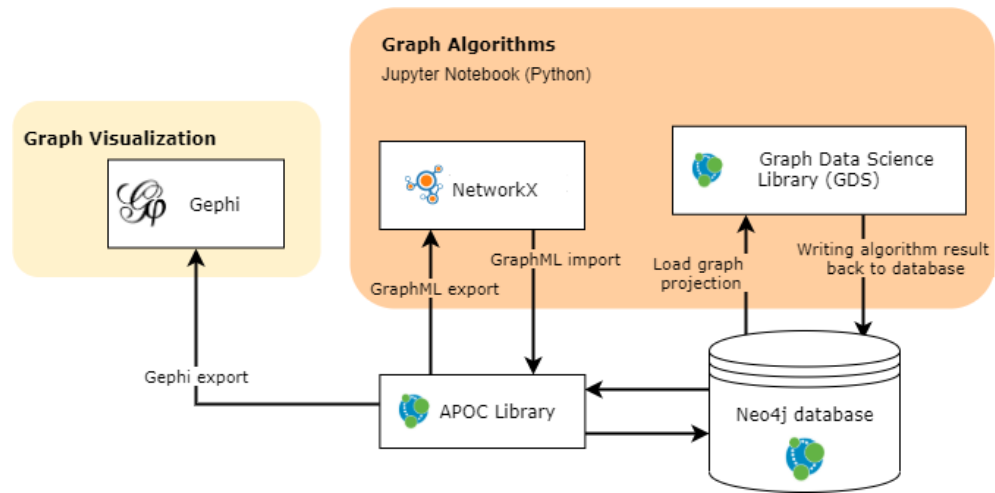 Graph Algorithms
Jupyter Notebook (Python)
Graph Visualization
Gephi
NetworkX
Graph Data Science
Library (GDS)
GraphML export
GraphML import
Load graph
projection
Writing algorithm result
back to database
Gephi export
APOC Library
Neo4j database